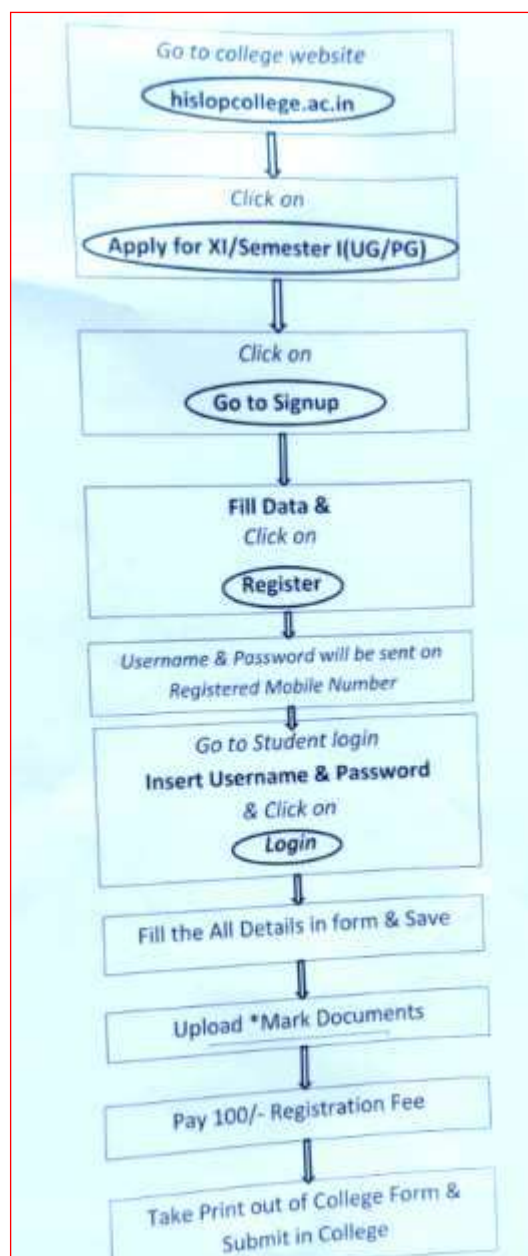 Go to college website
hislopcollege.ac.in
Click on
Apply for XI/Semester I(UG/PG)
Click on
Go to Signup
Fill Data &
Click on
Register
Username & Password will be sent on
Registered Mobile Number
Go to Student login
Insert Username & Password
& Click on
Login
Fill the All Details in form & Save
Upload *Mark Documents
Pay 100/- Registration Fee
Take Print out of College Form &
Submit in College